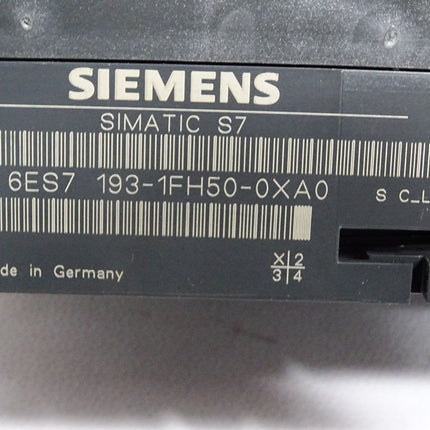 SIEMENS
SIMATIC S7
6ES7 193-1FH50-0XA0
S C_L
de in Germany
X 2
3 4